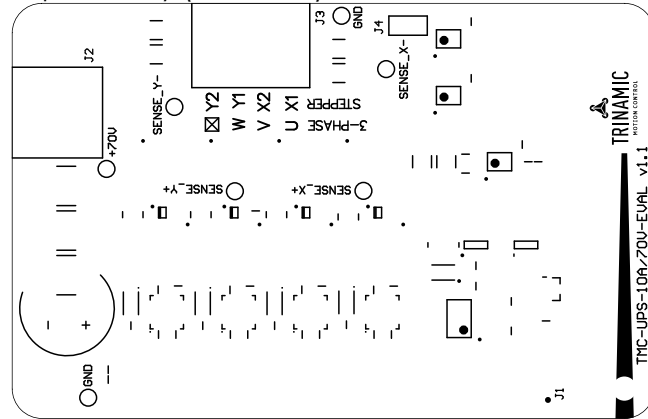 J2
J3
GND
J4
SENSE_X-
SENSE_Y-
Y2
W Y1
V X2
U X1
STEPPER
3-PHASE
+70V
SENSE_Y+
SENSE_X+
TRINAMIC
MOTION CONTROL
TMC-UPS-10A/70V-EVAL v1.1
GND
J1